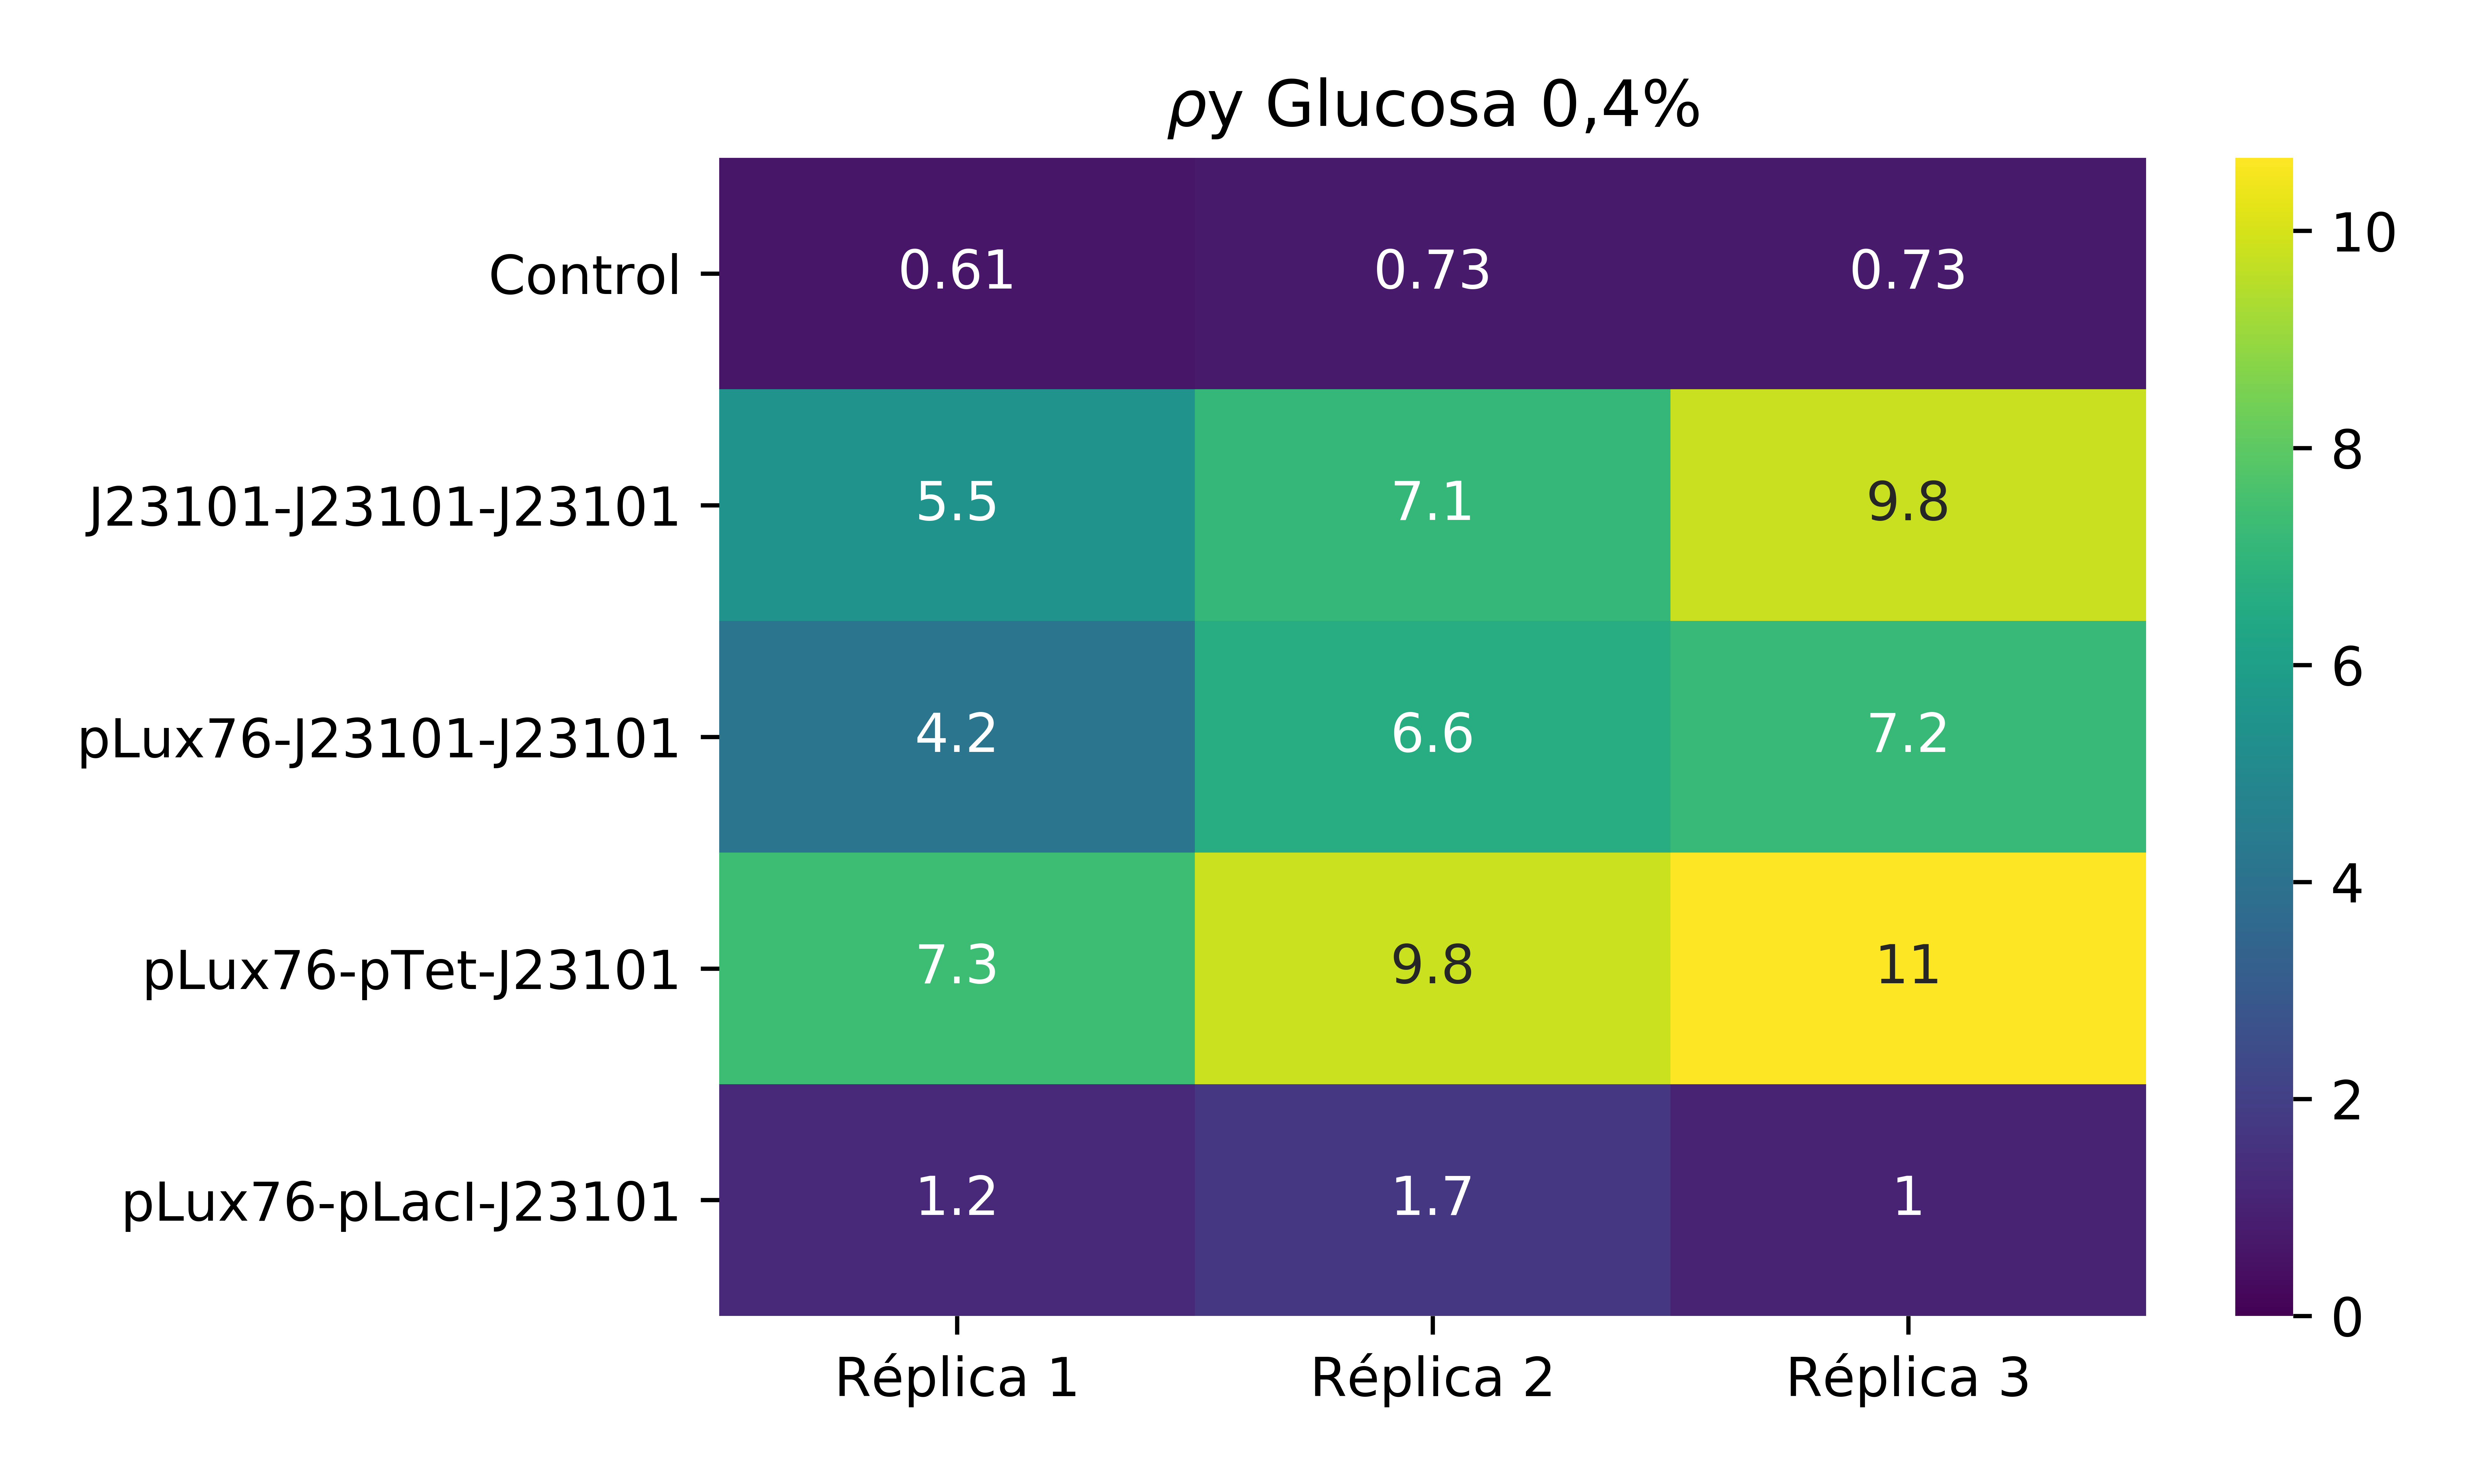 ρy Glucosa 0,4%
Control 0.61 0.73 0.73
J23101-J23101-J23101 5.5 7.1 9.8
pLux76-J23101-J23101 4.2 6.6 7.2
pLux76-pTet-J23101 7.3 9.8 11
pLux76-pLacI-J23101 1.2 1.7 1
Réplica 1 Réplica 2 Réplica 3
10
8
6
4
2
0